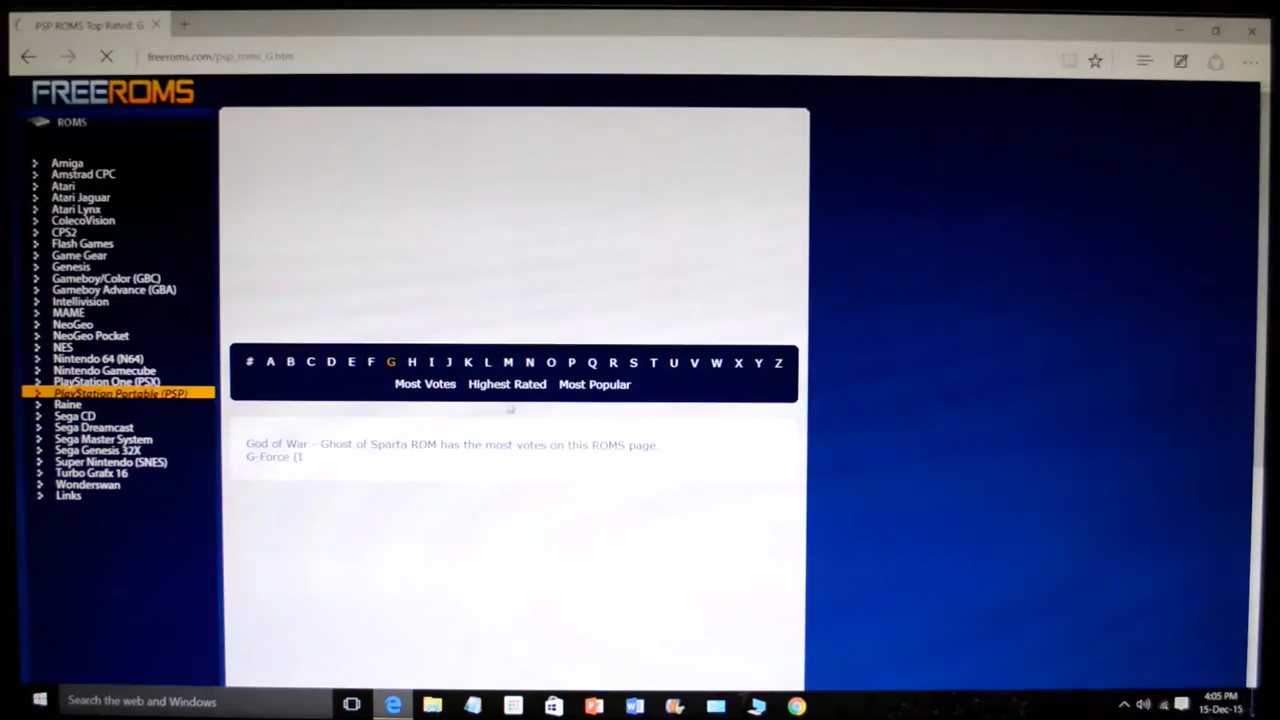 PSP ROMS Top Rated: G
freeroms.com/psp_roms_G.htm
FREEROMS
ROMS
Amiga
Amstrad CPC
Atari
Atari Jaguar
Atari Lynx
ColecoVision
CPS2
Flash Games
Game Gear
Genesis
Gameboy/Color (GBC)
Gameboy Advance (GBA)
Intellivision
MAME
NeoGeo
NeoGeo Pocket
NES
Nintendo 64 (N64)
Nintendo Gamecube
PlayStation One (PSX)
PlayStation Portable (PSP)
Raine
Sega CD
Sega Dreamcast
Sega Master System
Sega Genesis 32X
Super Nintendo (SNES)
Turbo Grafx 16
Wonderswan
Links
# A B C D E F G H I J K L M N O P Q R S T U V W X Y Z
Most Votes Highest Rated Most Popular
God of War - Ghost of Sparta ROM has the most votes on this ROMS page.
G-Force (1
Search the web and Windows
4:05 PM
15-Dec-15